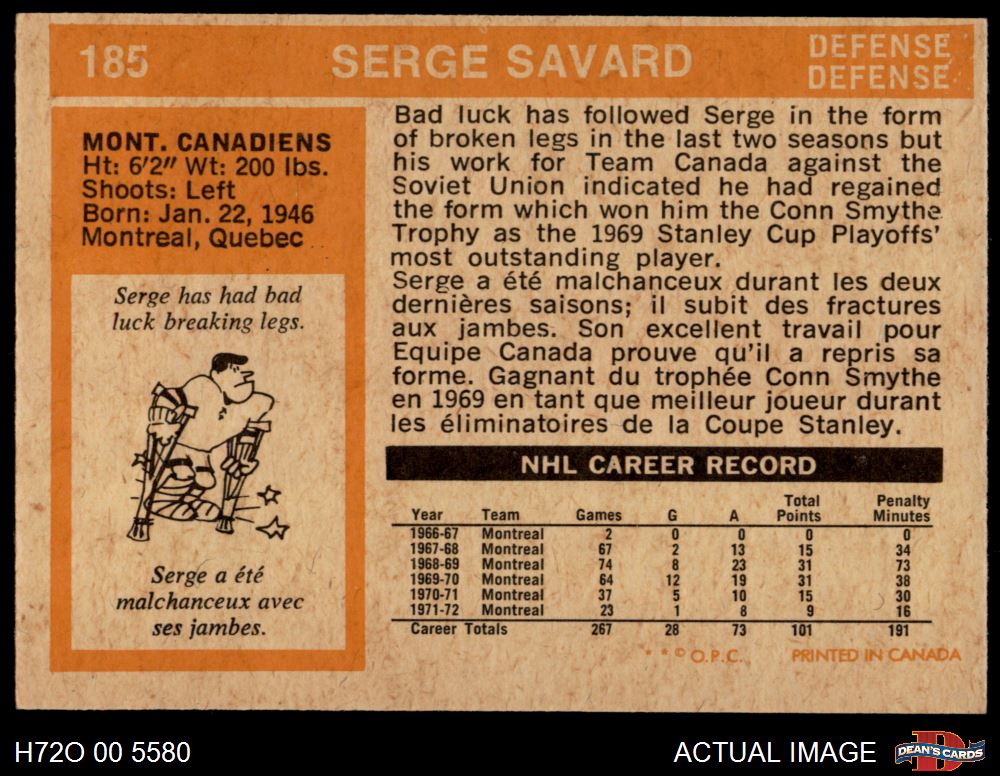 185 SERGE SAVARD DEFENSE
DEFENSE
MONT. CANADIENS
Ht: 6'2" Wt: 200 lbs.
Shoots: Left
Born: Jan. 22, 1946
Montreal, Quebec
Serge has had bad
luck breaking legs.
Serge a été
malchanceux avec
ses jambes.
Bad luck has followed Serge in the form
of broken legs in the last two seasons but
his work for Team Canada against the
Soviet Union indicated he had regained
the form which won him the Conn Smythe
Trophy as the 1969 Stanley Cup Playoffs'
most outstanding player.
Serge a été malchanceux durant les deux
dernières saisons; il subit des fractures
aux jambes. Son excellent travail pour
Equipe Canada prouve qu'il a repris sa
forme. Gagnant du trophée Conn Smythe
en 1969 en tant que meilleur joueur durant
les éliminatoires de la Coupe Stanley.
NHL CAREER RECORD
Total Penalty
Year Team Games G A Points Minutes
1966-67 Montreal 2 0 0 0 0
1967-68 Montreal 67 2 13 15 34
1968-69 Montreal 74 8 23 31 73
1969-70 Montreal 64 12 19 31 38
1970-71 Montreal 37 5 10 15 30
1971-72 Montreal 23 1 8 9 16
Career Totals 267 28 73 101 191
* * © O.P.C. PRINTED IN CANADA
H72O 00 5580 ACTUAL IMAGE DEAN'S CARDS